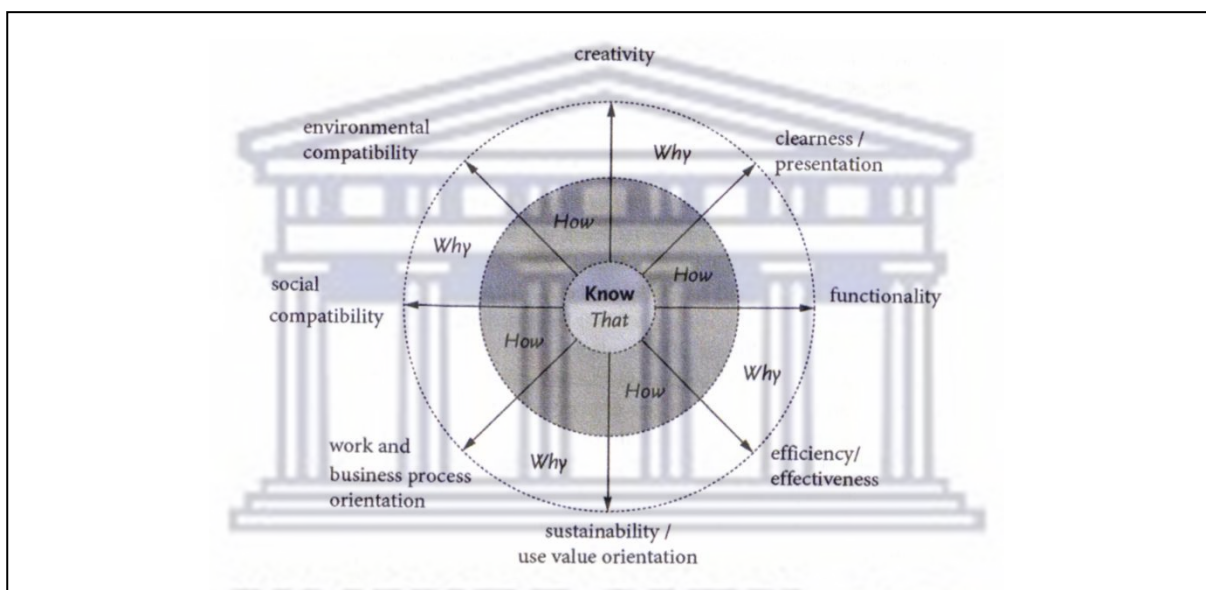 creativity
environmental
compatibility
clearness /
presentation
Why
How
Why
How
social
compatibility
Know
That
functionality
How
How
Why
work and
business process
orientation
Why
efficiency/
effectiveness
sustainability /
use value orientation